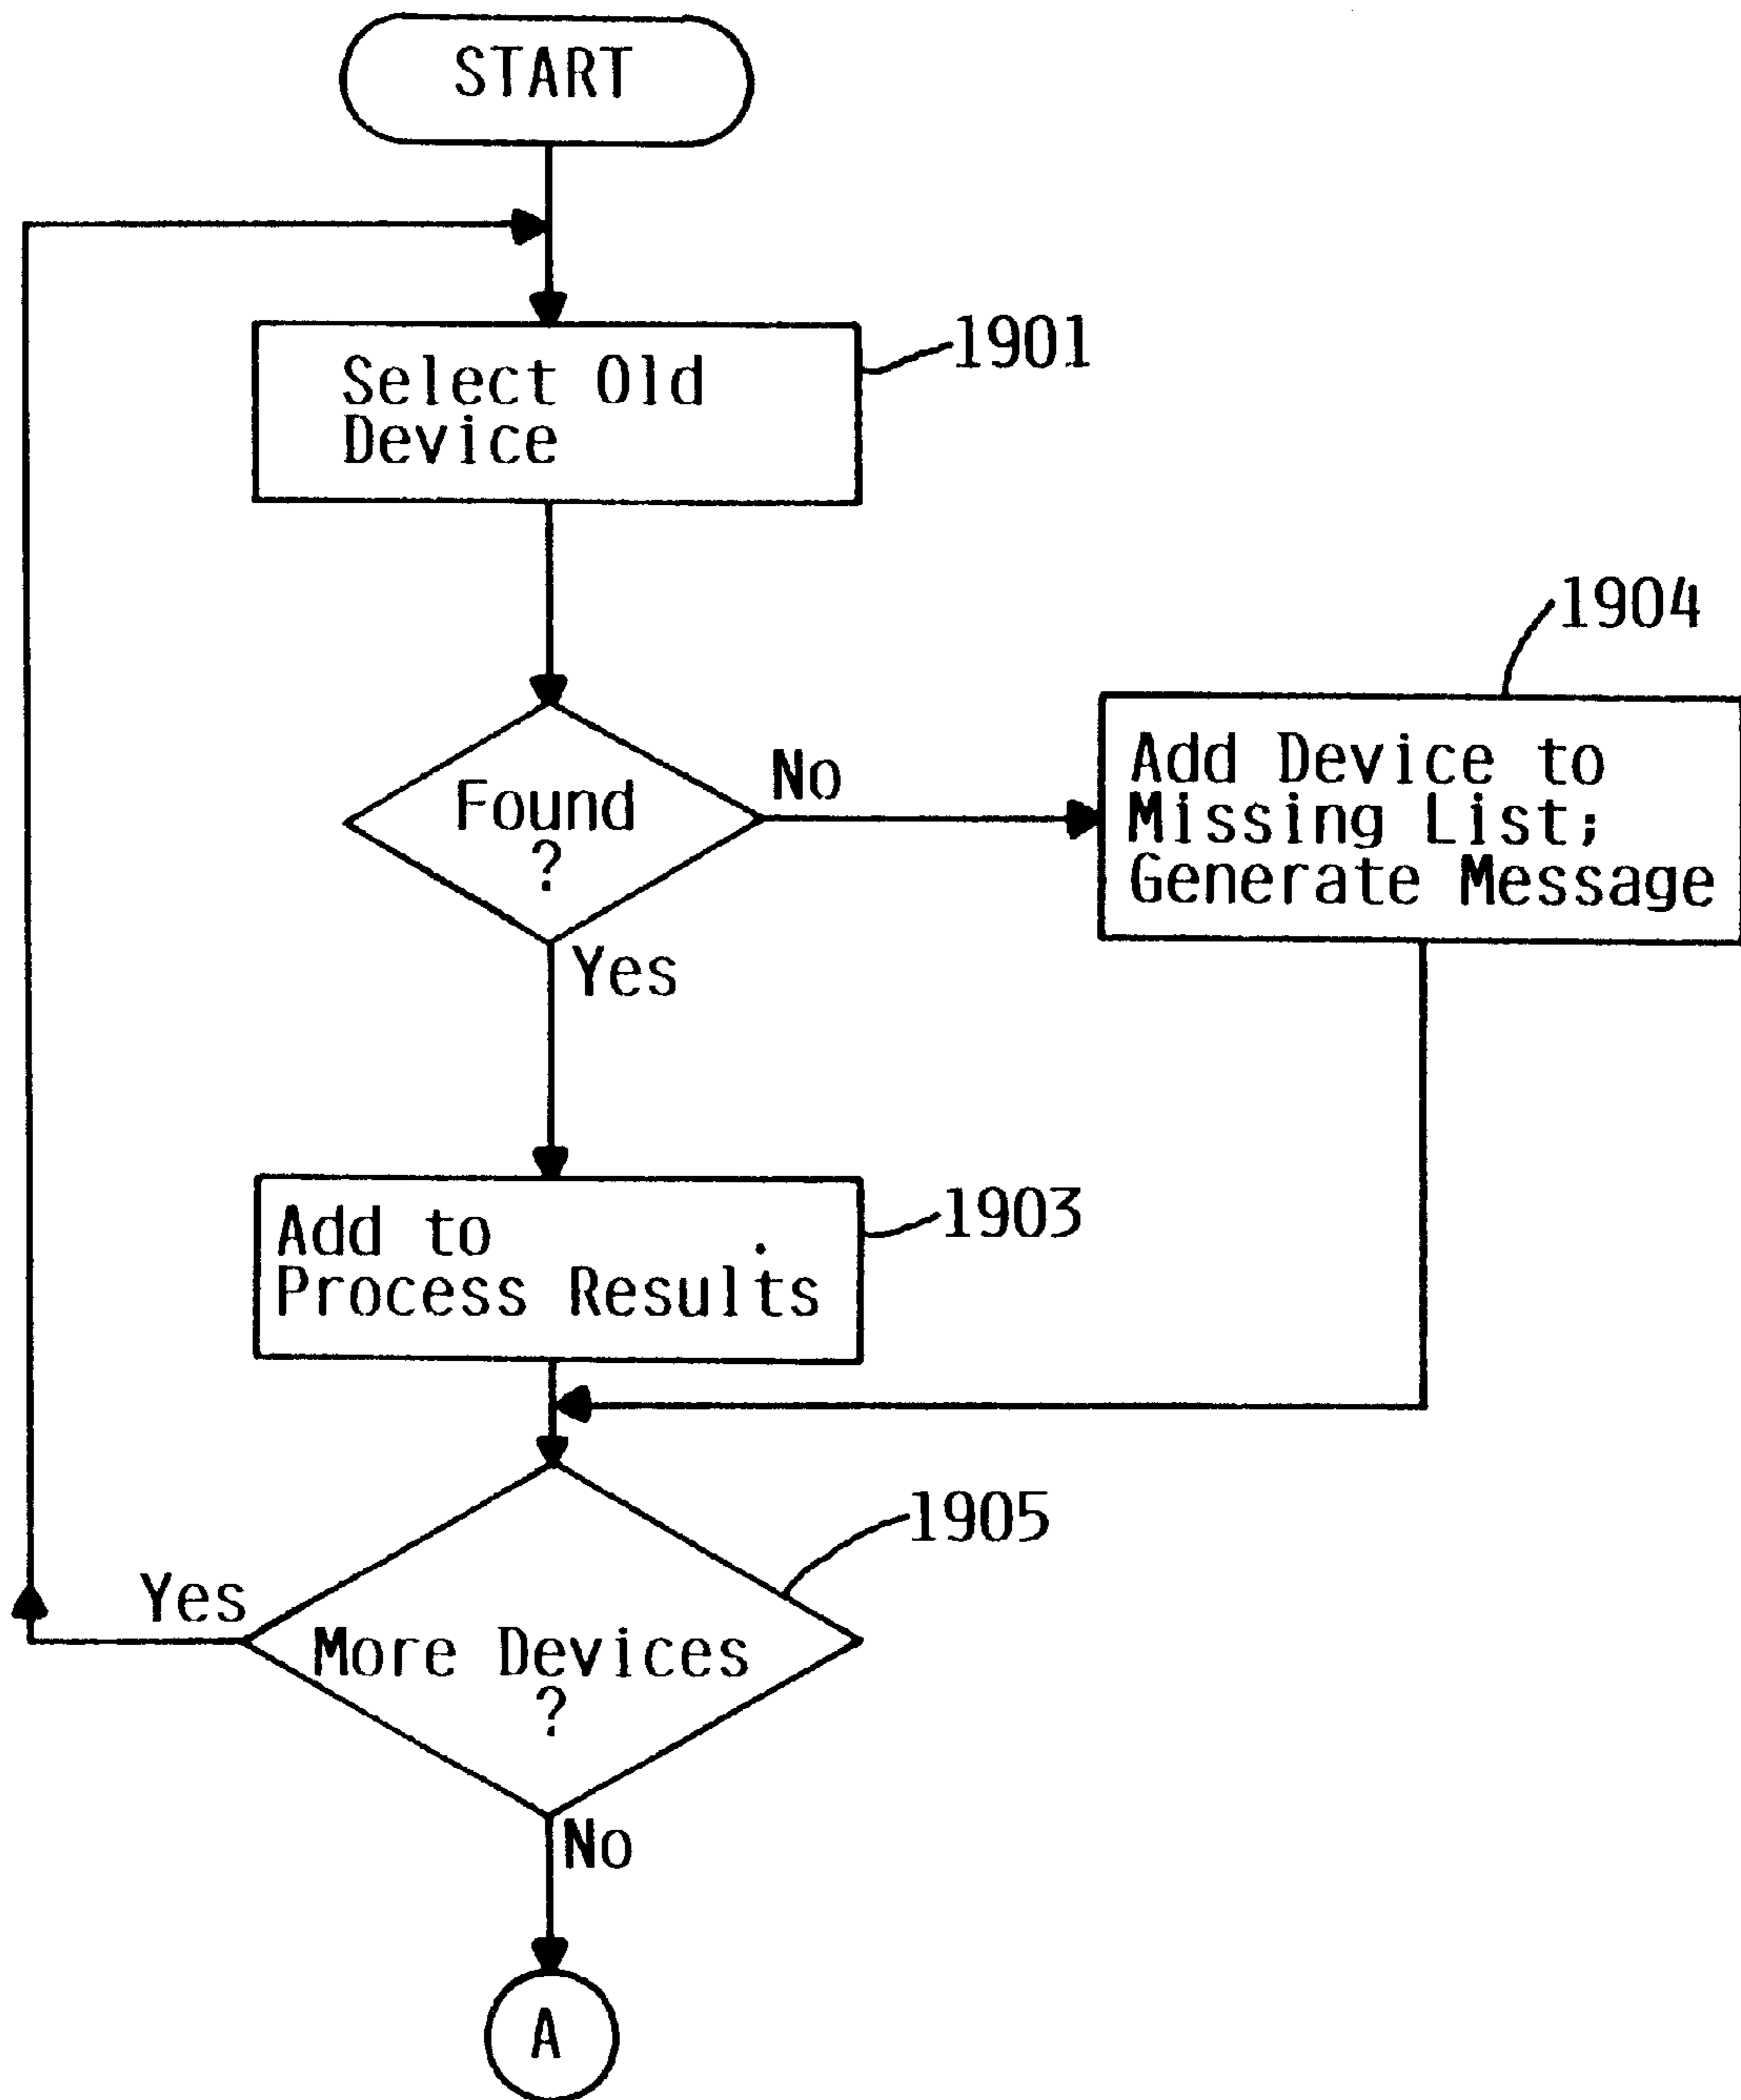 START
1901
Select Old
Device
1904
Found
?
No
Add Device to
Missing List;
Generate Message
Yes
1903
Add to
Process Results
1905
Yes
More Devices
?
No
A